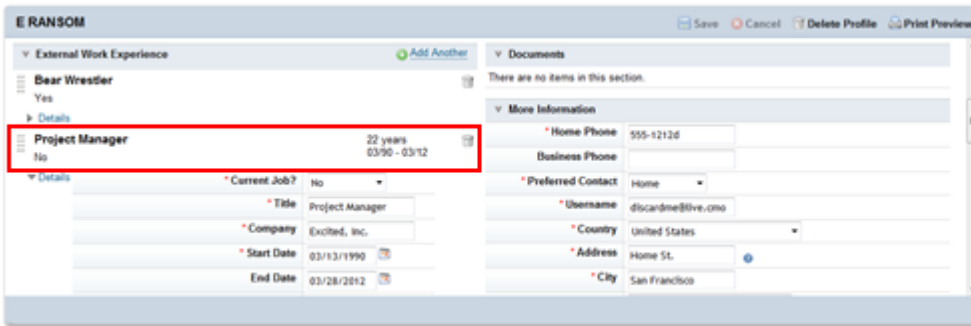 E RANSOM
Save Cancel Delete Profile Print Preview
External Work Experience Add Another
Bear Wrestler
Yes
Details
Project Manager 22 years
No 03/90 - 03/12
Details
* Current Job? No
* Title Project Manager
* Company Excited, Inc.
* Start Date 03/13/1990
End Date 03/28/2012
Documents
There are no items in this section.
More Information
* Home Phone 555-1212d
Business Phone
* Preferred Contact Home
* Username discardme@live.cmo
* Country United States
* Address Home St.
* City San Francisco